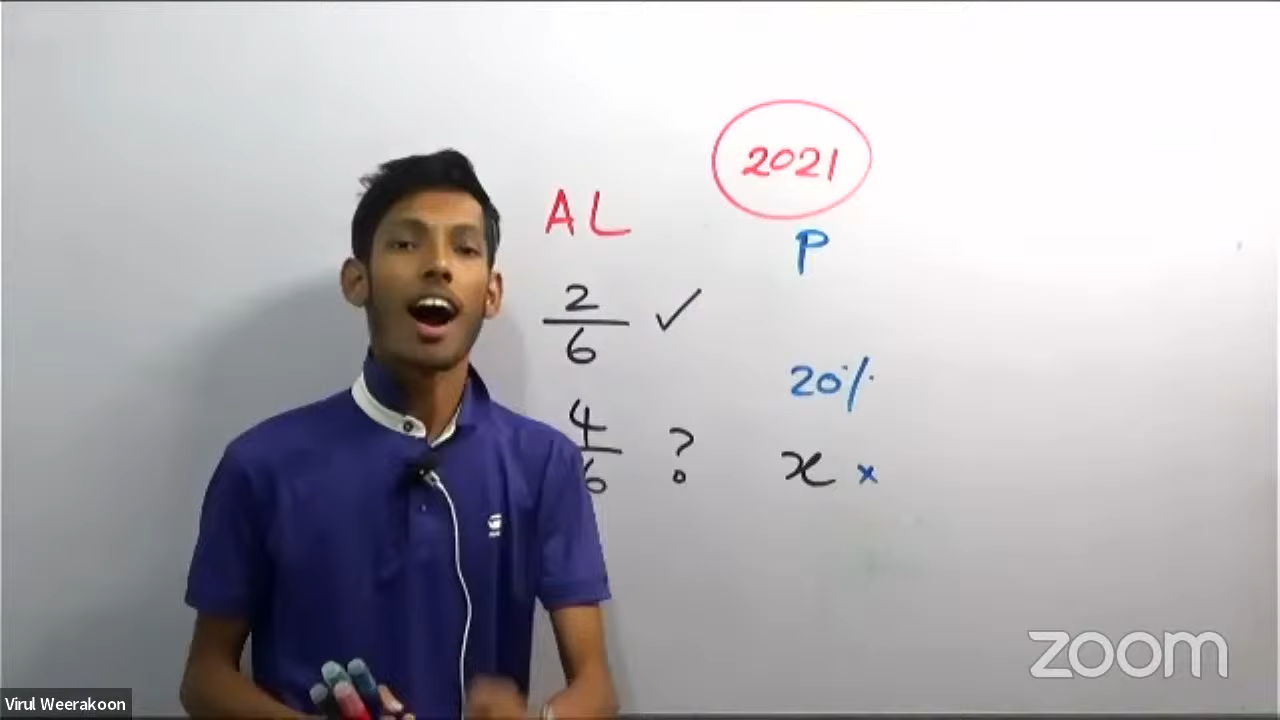 2021
AL
P
2/6 ✓
20%
4/6 ?
x ×
zoom
Virul Weerakoon